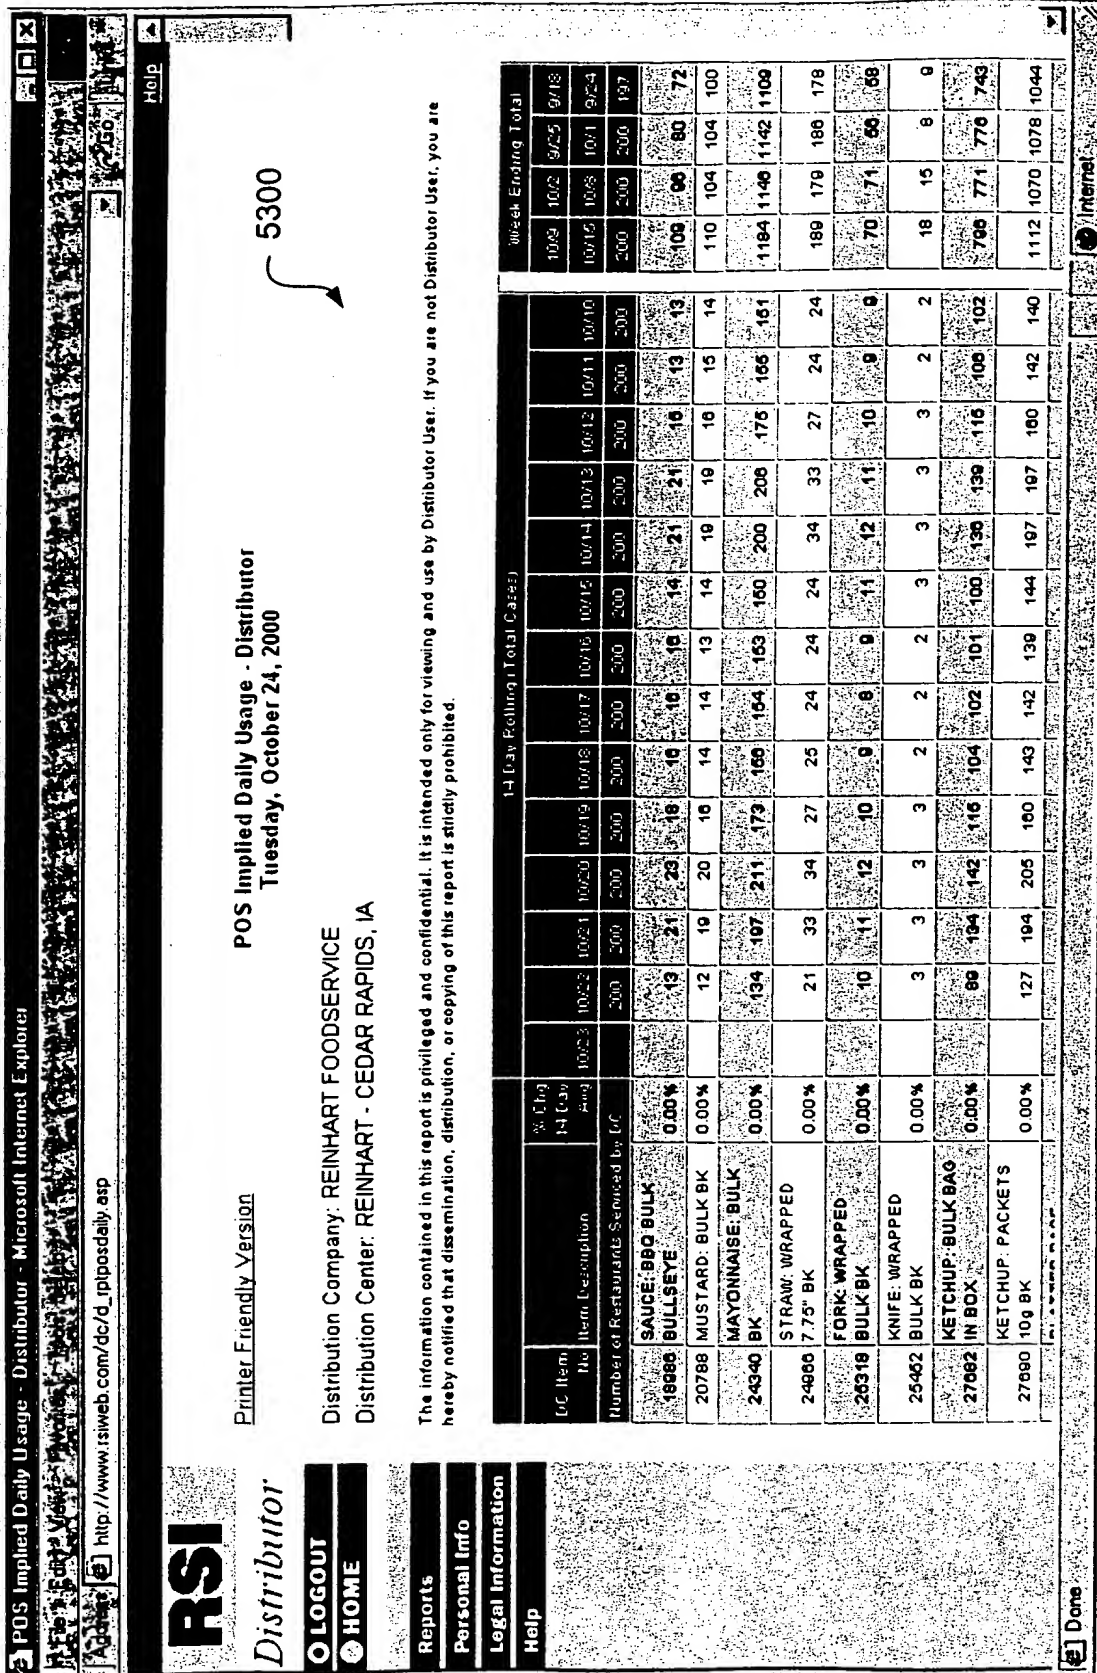 POS Implied Daily Usage - Distributor - Microsoft Internet Explorer
File Edit View Favorites Tools Help
Address http://www.rsiweb.com/dc/d_rptposdaily.asp Go
Help
RSI
Distributor
LOGOUT
HOME
Reports
Personal Info
Legal Information
Help
Printer Friendly Version
POS Implied Daily Usage - Distributor
Tuesday, October 24, 2000
5300
Distribution Company: REINHART FOODSERVICE
Distribution Center: REINHART - CEDAR RAPIDS, IA
The information contained in this report is privileged and confidential. It is intended only for viewing and use by Distributor User. If you are not Distributor User, you are
hereby notified that dissemination, distribution, or copying of this report is strictly prohibited.
14 Day Rolling (Total Cases) Week Ending Total
% Chg 10/9 10/2 9/25 9/18
DC Item 14 Day
No Item Description Avg 10/23 10/22 10/21 10/20 10/19 10/18 10/17 10/16 10/15 10/14 10/13 10/12 10/11 10/10 10/15 10/8 10/1 9/24
Number of Restaurants Serviced by DC 200 200 200 200 200 200 200 200 200 200 200 200 200 200 200 200 197
SAUCE: BBQ BULK
18986 BULLSEYE 0.00% 13 21 23 18 16 16 16 14 21 21 16 13 13 109 96 80 72
20788 MUSTARD: BULK BK 0.00% 12 19 20 16 14 14 13 14 19 19 16 15 14 110 104 104 100
MAYONNAISE: BULK
24340 BK 0.00% 134 197 211 173 156 154 153 150 200 206 175 155 151 1184 1146 1142 1109
STRAW: WRAPPED
24966 7.75" BK 0.00% 21 33 34 27 25 24 24 24 34 33 27 24 24 189 179 186 178
FORK: WRAPPED
BULK BK 0.00% 10 11 12 10 9 8 9 11 12 11 10 9 9 70 71 68
KNIFE: WRAPPED
25462 BULK BK 0.00% 3 3 3 3 2 2 2 3 3 3 3 2 2 18 15 8 9
KETCHUP: BULK BAG
27682 IN BOX 0.00% 89 134 142 116 104 102 101 100 139 102 771 776 743
KETCHUP: PACKETS
27690 10g BK 0.00% 127 194 205 160 143 142 139 144 197 197 160 142 140 1112 1070 1078 1044
Done Internet